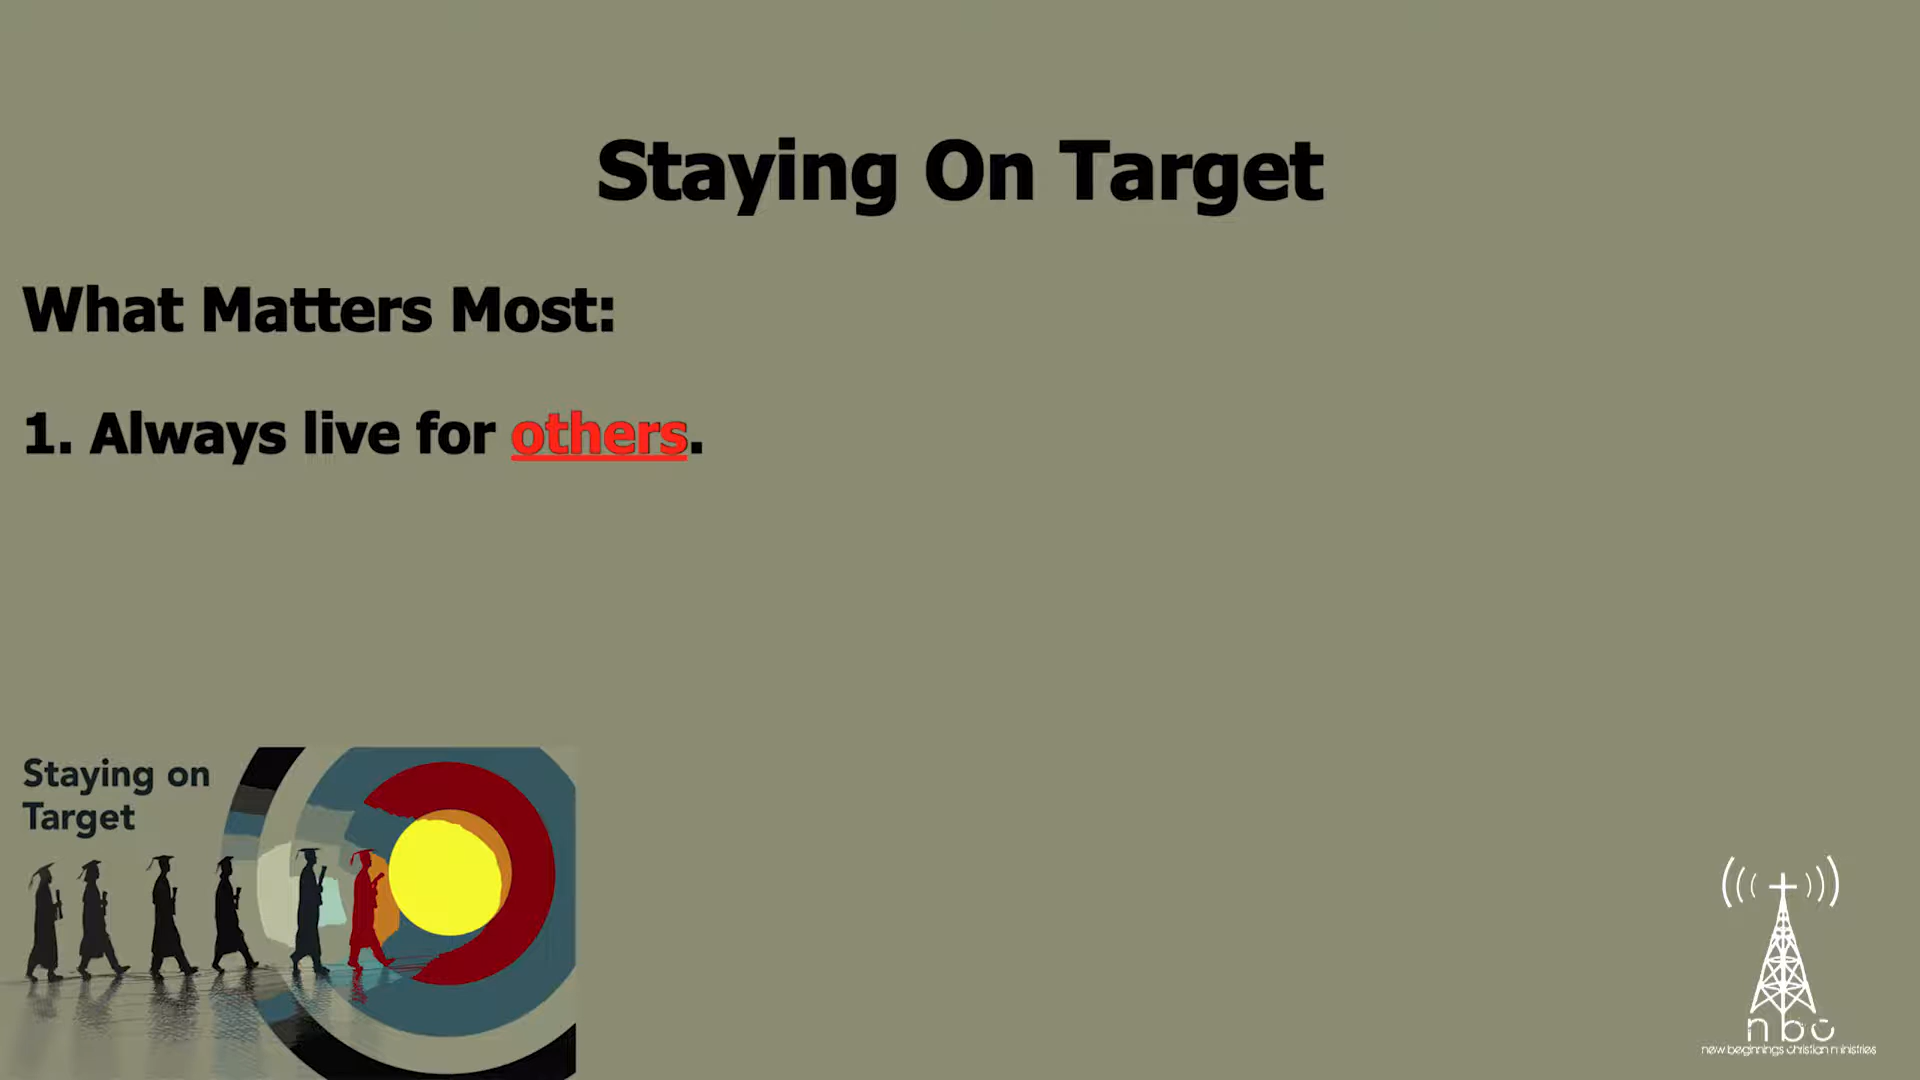 Staying On Target
What Matters Most:
1. Always live for others.
Staying on
Target
nbc
new beginnings christian ministries